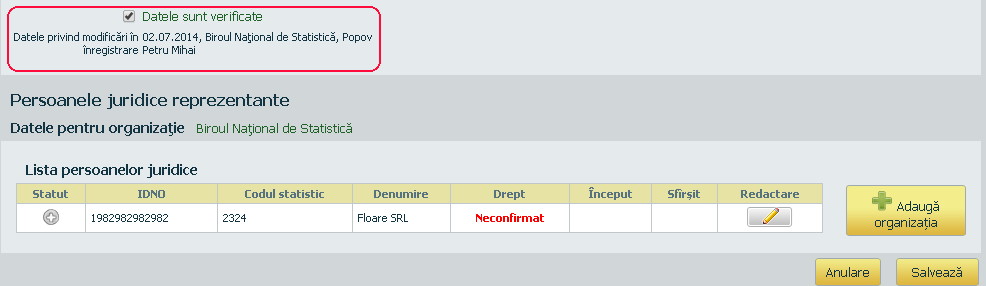 Datele sunt verificate
Datele privind modificări în 02.07.2014, Biroul Naţional de Statistică, Popov
înregistrare Petru Mihai
Persoanele juridice reprezentante
Datele pentru organizaţie Biroul Naţional de Statistică
Lista persoanelor juridice
Statut IDNO Codul statistic Denumire Drept Început Sfîrşit Redactare
1982982982982 2324 Floare SRL Neconfirmat
Adaugă
organizaţia
Anulare Salvează